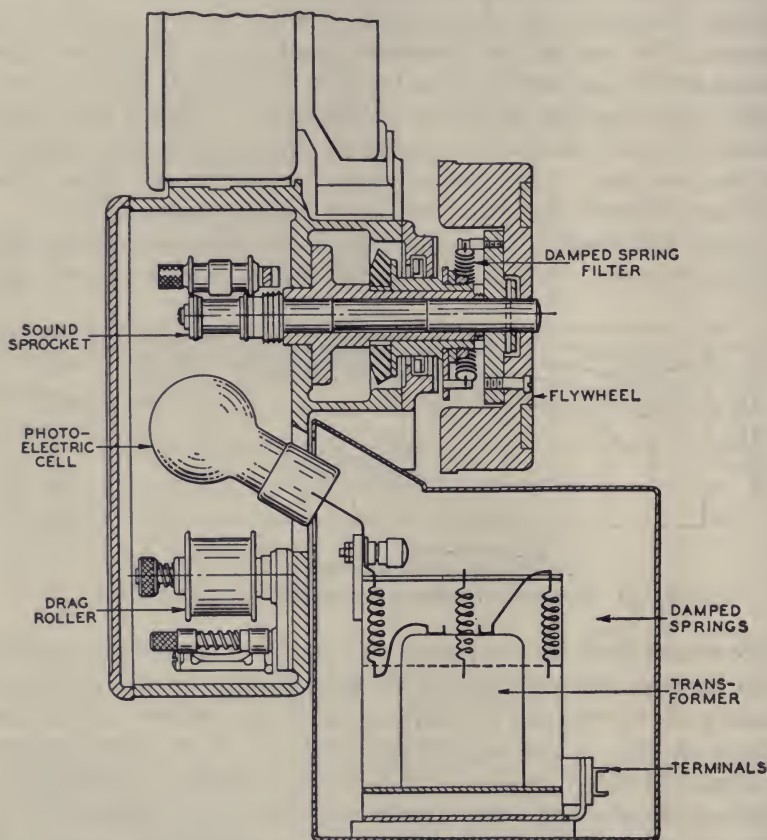 DAMPED SPRING
FILTER
SOUND
SPROCKET
FLYWHEEL
PHOTO-
ELECTRIC
CELL
DRAG
ROLLER
DAMPED
SPRINGS
TRANS-
FORMER
TERMINALS